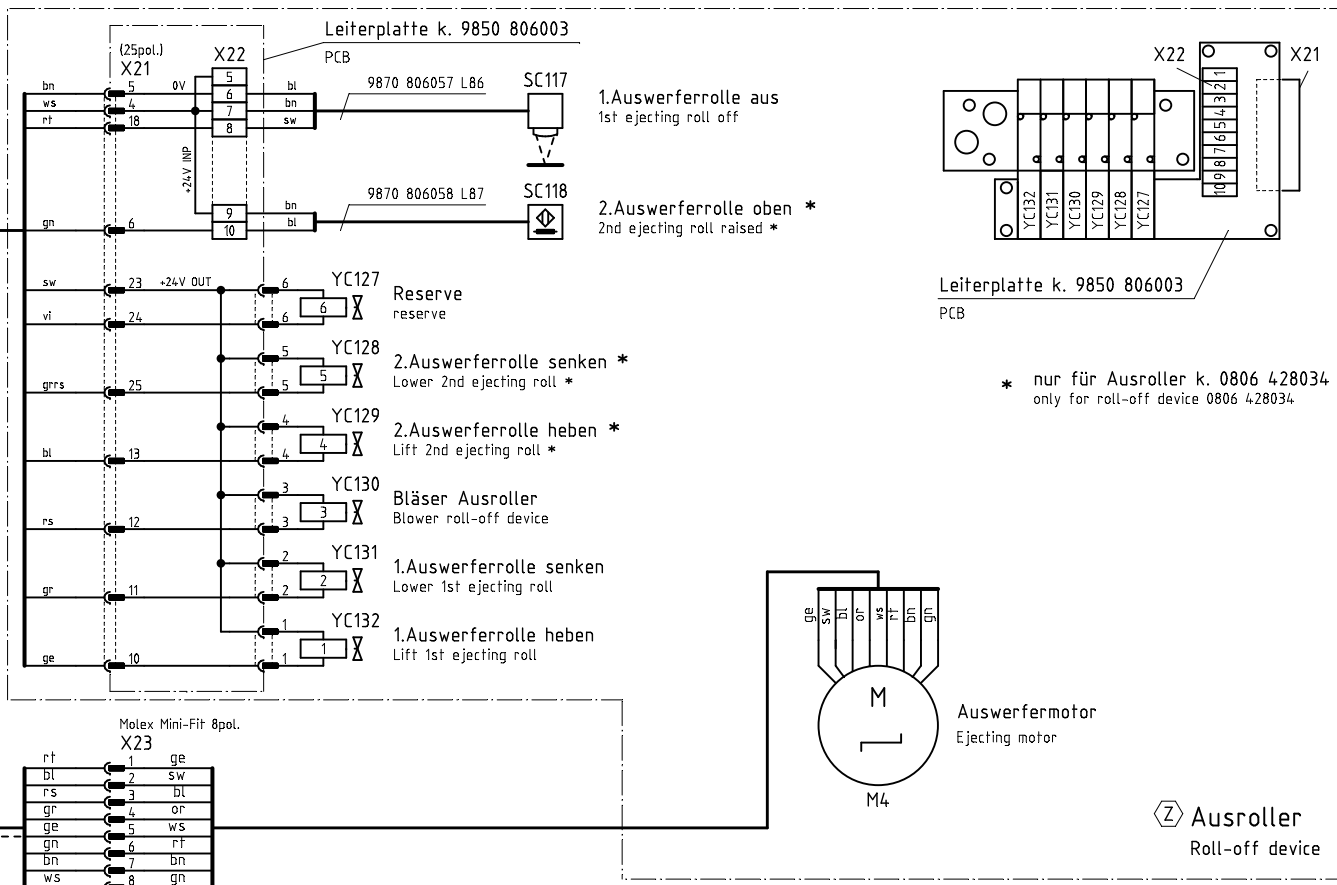 Leiterplatte k. 9850 806003
PCB
(25pol.)
X21
X22
bn
5
0V
5
6
bl
ws
4
7
bn
rt
18
8
sw
9870 806057 L86
SC117
1.Auswerferrolle aus
1st ejecting roll off
+24V INP
9
bn
gn
6
10
bl
9870 806058 L87
SC118
2.Auswerferrolle oben *
2nd ejecting roll raised *
sw
23
+24V OUT
6
YC127
6
Reserve
reserve
vi
24
6
5
YC128
5
2.Auswerferrolle senken *
Lower 2nd ejecting roll *
grrs
25
5
4
YC129
4
2.Auswerferrolle heben *
Lift 2nd ejecting roll *
bl
13
4
3
YC130
3
Bläser Ausroller
Blower roll-off device
rs
12
3
2
YC131
2
1.Auswerferrolle senken
Lower 1st ejecting roll
gr
11
2
1
YC132
1
1.Auswerferrolle heben
Lift 1st ejecting roll
ge
10
1
X22
X21
1
2
3
4
5
6
7
8
9
10
YC132
YC131
YC130
YC129
YC128
YC127
Leiterplatte k. 9850 806003
PCB
* nur für Ausroller k. 0806 428034
only for roll-off device 0806 428034
Molex Mini-Fit 8pol.
X23
rt 1 ge
bl 2 sw
rs 3 bl
gr 4 or
ge 5 ws
gn 6 rt
bn 7 bn
ws 8 gn
ge
sw
bl
or
ws
rt
bn
gn
M
Auswerfermotor
Ejecting motor
M4
Z Ausroller
Roll-off device